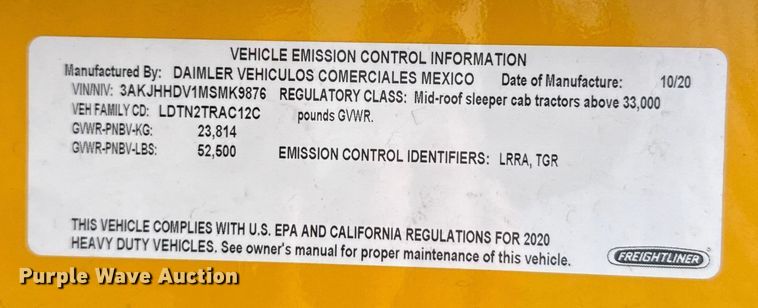 VEHICLE EMISSION CONTROL INFORMATION
Manufactured By: DAIMLER VEHICULOS COMERCIALES MEXICO Date of Manufacture: 10/20
VIN/NIV: 3AKJHHDV1MSMK9876 REGULATORY CLASS: Mid-roof sleeper cab tractors above 33,000
VEH FAMILY CD: LDTN2TRAC12C pounds GVWR.
GVWR-PNBV-KG: 23,814
GVWR-PNBV-LBS: 52,500 EMISSION CONTROL IDENTIFIERS: LRRA, TGR
THIS VEHICLE COMPLIES WITH U.S. EPA AND CALIFORNIA REGULATIONS FOR 2020
HEAVY DUTY VEHICLES. See owner's manual for proper maintenance of this vehicle.
FREIGHTLINER
Purple Wave Auction